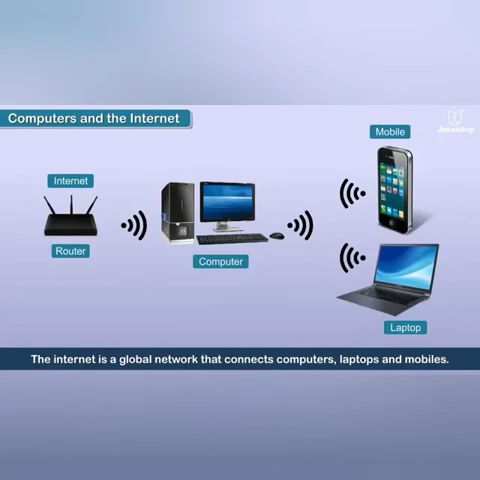 Computers and the Internet
Mobile
Internet
Router
Computer
Laptop
The internet is a global network that connects computers, laptops and mobiles.